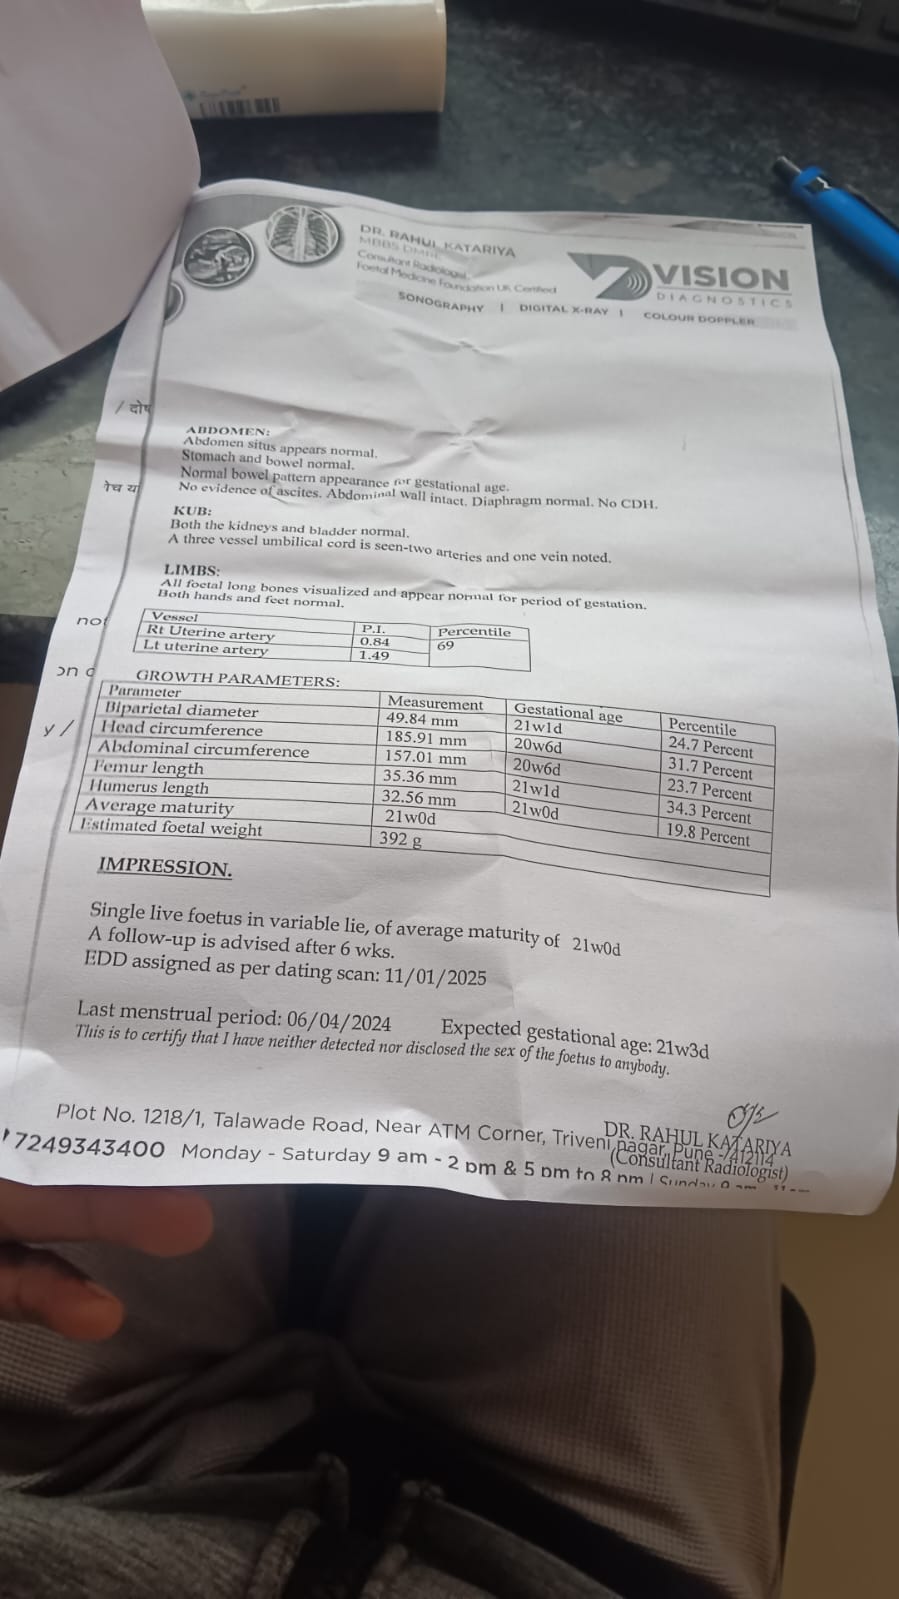 DR. RAHUL KATARIYA
MBBS DMRE
Consultant Radiologist,
Foetal Medicine Foundation UK Certified
VISION
DIAGNOSTICS
SONOGRAPHY | DIGITAL X-RAY | COLOUR DOPPLER
/ दोष
ABDOMEN:
Abdomen situs appears normal.
Stomach and bowel normal.
Normal bowel pattern appearance for gestational age.
No evidence of ascites. Abdominal wall intact. Diaphragm normal. No CDH.
KUB:
Both the kidneys and bladder normal.
A three vessel umbilical cord is seen-two arteries and one vein noted.
LIMBS:
All foetal long bones visualized and appear normal for period of gestation.
Both hands and feet normal.
not
Vessel P.I. Percentile
Rt Uterine artery 0.84 69
Lt uterine artery 1.49
GROWTH PARAMETERS:
Parameter Measurement Gestational age Percentile
Biparietal diameter 49.84 mm 21w1d 24.7 Percent
Head circumference 185.91 mm 20w6d 31.7 Percent
Abdominal circumference 157.01 mm 20w6d 23.7 Percent
Femur length 35.36 mm 21w1d 34.3 Percent
Humerus length 32.56 mm 21w0d 19.8 Percent
Average maturity 21w0d
Estimated foetal weight 392 g
y /
IMPRESSION.
Single live foetus in variable lie, of average maturity of 21w0d
A follow-up is advised after 6 wks.
EDD assigned as per dating scan: 11/01/2025
Last menstrual period: 06/04/2024 Expected gestational age: 21w3d
This is to certify that I have neither detected nor disclosed the sex of the foetus to anybody.
DR. RAHUL KATARIYA
(Consultant Radiologist)
Plot No. 1218/1, Talawade Road, Near ATM Corner, Triveni nagar, Pune - 412114
7249343400 Monday - Saturday 9 am - 2 pm & 5 pm to 8 pm | Sunday 9 am